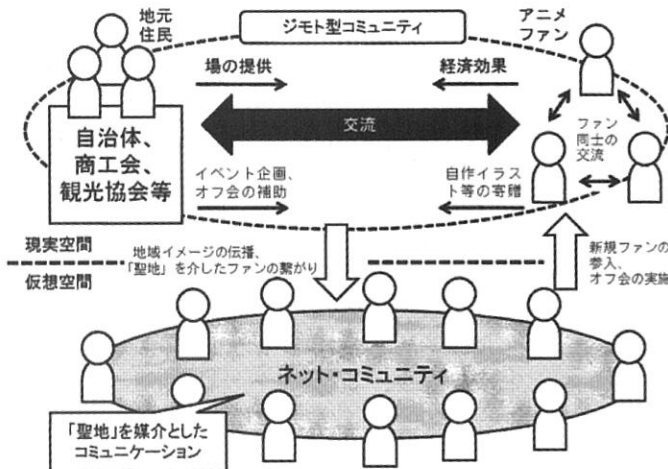 地元
住民
ジモト型コミュニティ
アニメ
ファン
場の提供
経済効果
交流
自治体、
商工会、
観光協会等
ファン
同士の
交流
イベント企画、
オフ会の補助
自作イラス
ト等の寄贈
現実空間
仮想空間
地域イメージの伝播、
「聖地」を介したファンの繋がり
新規ファンの
参入、
オフ会の実施
ネット・コミュニティ
「聖地」を媒介とした
コミュニケーション